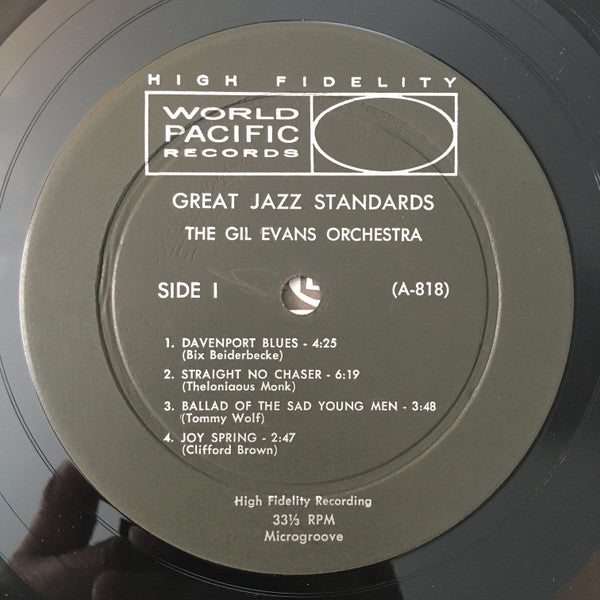 HIGH FIDELITY
WORLD
PACIFIC
RECORDS
GREAT JAZZ STANDARDS
THE GIL EVANS ORCHESTRA
SIDE I (A-818)
1. DAVENPORT BLUES - 4:25
(Bix Beiderbecke)
2. STRAIGHT NO CHASER - 6:19
(Theloniaous Monk)
3. BALLAD OF THE SAD YOUNG MEN - 3:48
(Tommy Wolf)
4. JOY SPRING - 2:47
(Clifford Brown)
High Fidelity Recording
33⅓ RPM
Microgroove